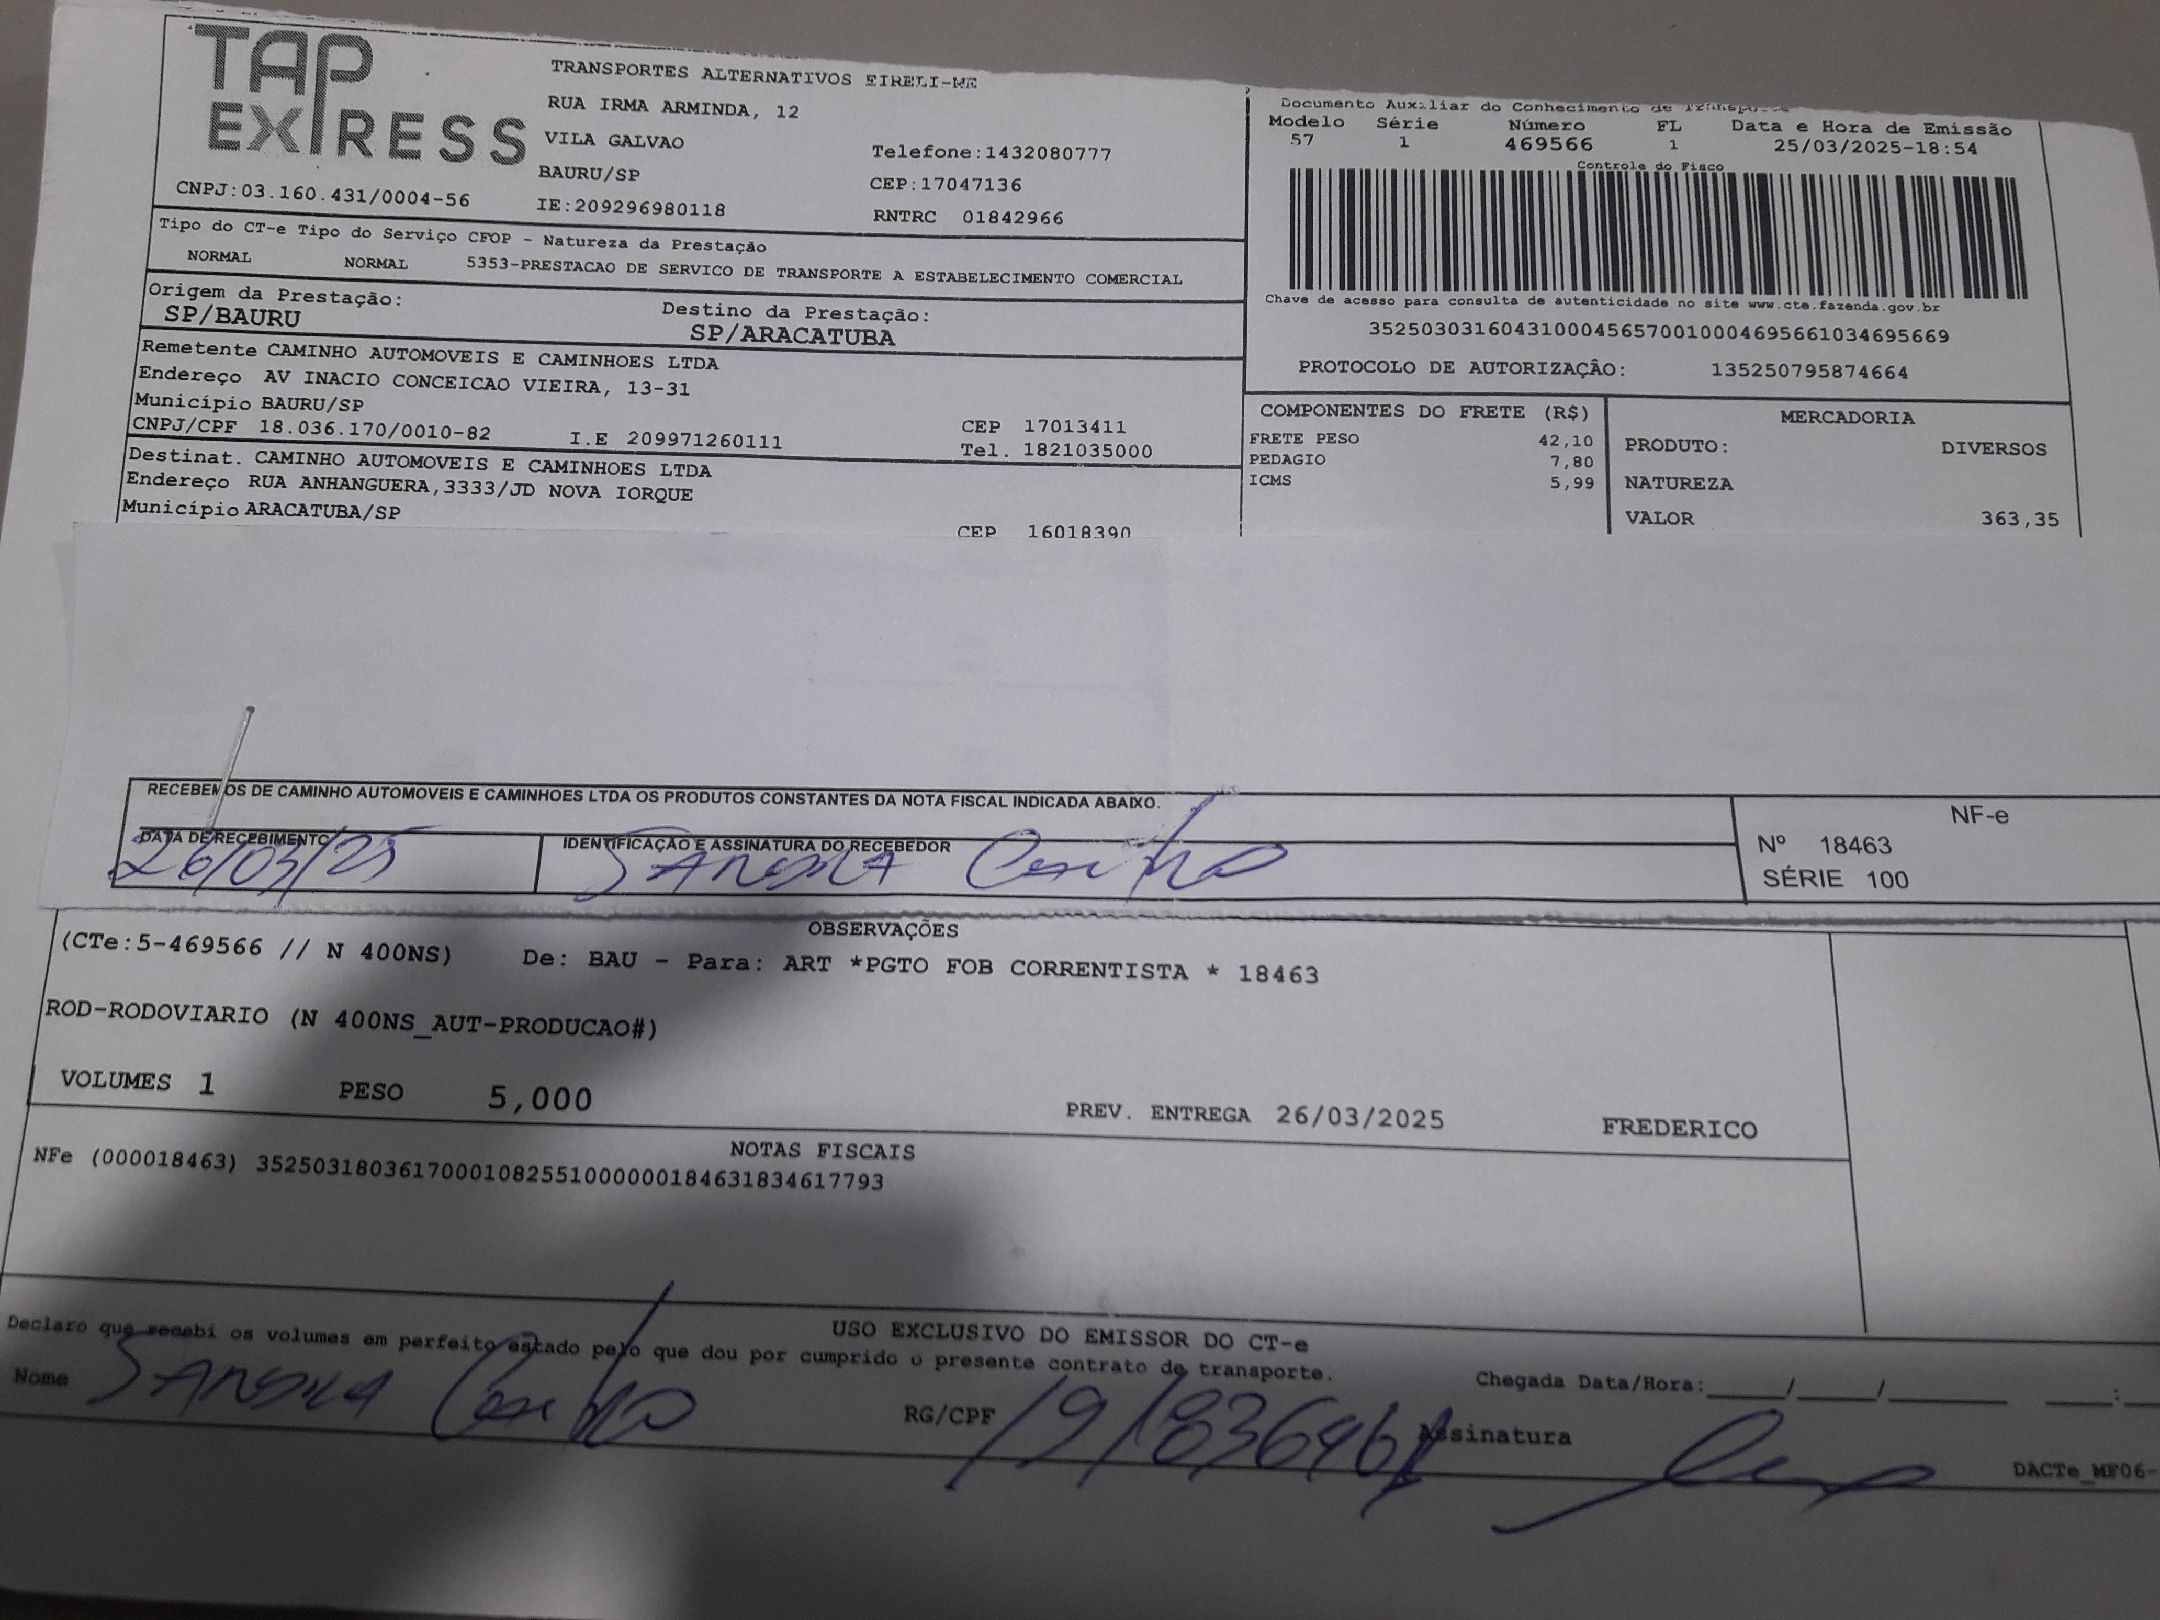 TAP
EXPRESS
TRANSPORTES ALTERNATIVOS EIRELI-ME
RUA IRMA ARMINDA, 12
VILA GALVAO
Telefone:1432080777
BAURU/SP
CEP:17047136
CNPJ:03.160.431/0004-56
IE:209296980118
RNTRC 01842966
Documento Auxiliar do Conhecimento de Transporte
Modelo Série Número FL Data e Hora de Emissão
57 1 469566 1 25/03/2025-18:54
Controle do Fisco
Chave de acesso para consulta de autenticidade no site www.cte.fazenda.gov.br
35250303160431000456570010004695661034695669
PROTOCOLO DE AUTORIZAÇÂO: 135250795874664
Tipo do CT-e Tipo do Serviço CFOP - Natureza da Prestação
NORMAL NORMAL 5353-PRESTACAO DE SERVICO DE TRANSPORTE A ESTABELECIMENTO COMERCIAL
Origem da Prestação: Destino da Prestação:
SP/BAURU SP/ARACATUBA
Remetente CAMINHO AUTOMOVEIS E CAMINHOES LTDA
Endereço AV INACIO CONCEICAO VIEIRA, 13-31
Município BAURU/SP CEP 17013411
CNPJ/CPF 18.036.170/0010-82 I.E 209971260111 Tel. 1821035000
Destinat. CAMINHO AUTOMOVEIS E CAMINHOES LTDA
Endereço RUA ANHANGUERA,3333/JD NOVA IORQUE
Município ARACATUBA/SP CEP 16018390
COMPONENTES DO FRETE (R$)
FRETE PESO 42,10
PEDAGIO 7,80
ICMS 5,99
MERCADORIA
PRODUTO: DIVERSOS
NATUREZA
VALOR 363,35
RECEBEMOS DE CAMINHO AUTOMOVEIS E CAMINHOES LTDA OS PRODUTOS CONSTANTES DA NOTA FISCAL INDICADA ABAIXO.
DATA DE RECEBIMENTO IDENTIFICAÇÃO E ASSINATURA DO RECEBEDOR
26/03/25 SANDRA
NF-e
Nº 18463
SÉRIE 100
OBSERVAÇÕES
(CTe:5-469566 // N 400NS) De: BAU - Para: ART *PGTO FOB CORRENTISTA * 18463
ROD-RODOVIARIO (N 400NS_AUT-PRODUCAO#)
VOLUMES 1 PESO 5,000 PREV. ENTREGA 26/03/2025 FREDERICO
NOTAS FISCAIS
NFe (000018463) 35250318036170001082551000000184631834617793
USO EXCLUSIVO DO EMISSOR DO CT-e
Declaro que recebi os volumes em perfeito estado pelo que dou por cumprido o presente contrato de transporte.
Nome SANDRA RG/CPF Assinatura
Chegada Data/Hora:_____/_____/_______ ____:
DACTe_MF06-